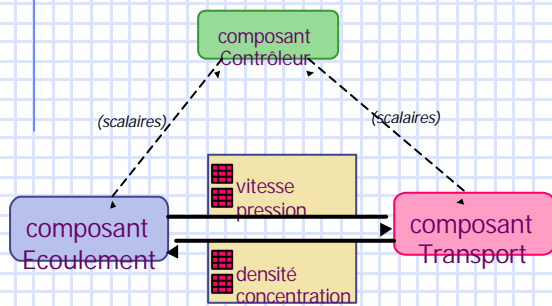 composant
Contrôleur
(scalaires)
(scalaires)
vitesse
pression
composant
Ecoulement
composant
Transport
densité
concentration